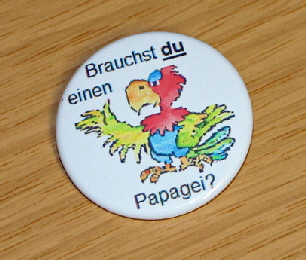 Brauchst du
einen
Papagei?